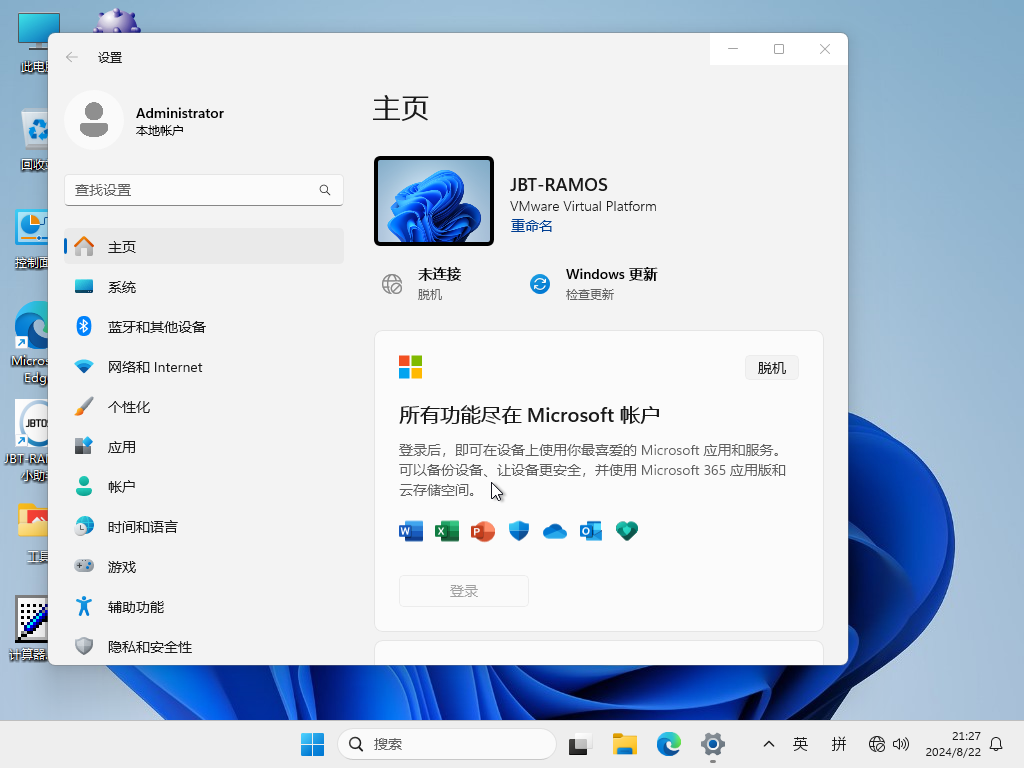 此电
回收
控制面
Micros
Edg
JBTO
JBT-RAM
小助
工具
计算器
设置
Administrator
本地帐户
查找设置
主页
系统
蓝牙和其他设备
网络和 Internet
个性化
应用
帐户
时间和语言
游戏
辅助功能
隐私和安全性
主页
JBT-RAMOS
VMware Virtual Platform
重命名
未连接
脱机
Windows 更新
检查更新
脱机
所有功能尽在 Microsoft 帐户
登录后，即可在设备上使用你最喜爱的 Microsoft 应用和服务。
可以备份设备、让设备更安全，并使用 Microsoft 365 应用版和
云存储空间。
登录
搜索
英
拼
21:27
2024/8/22